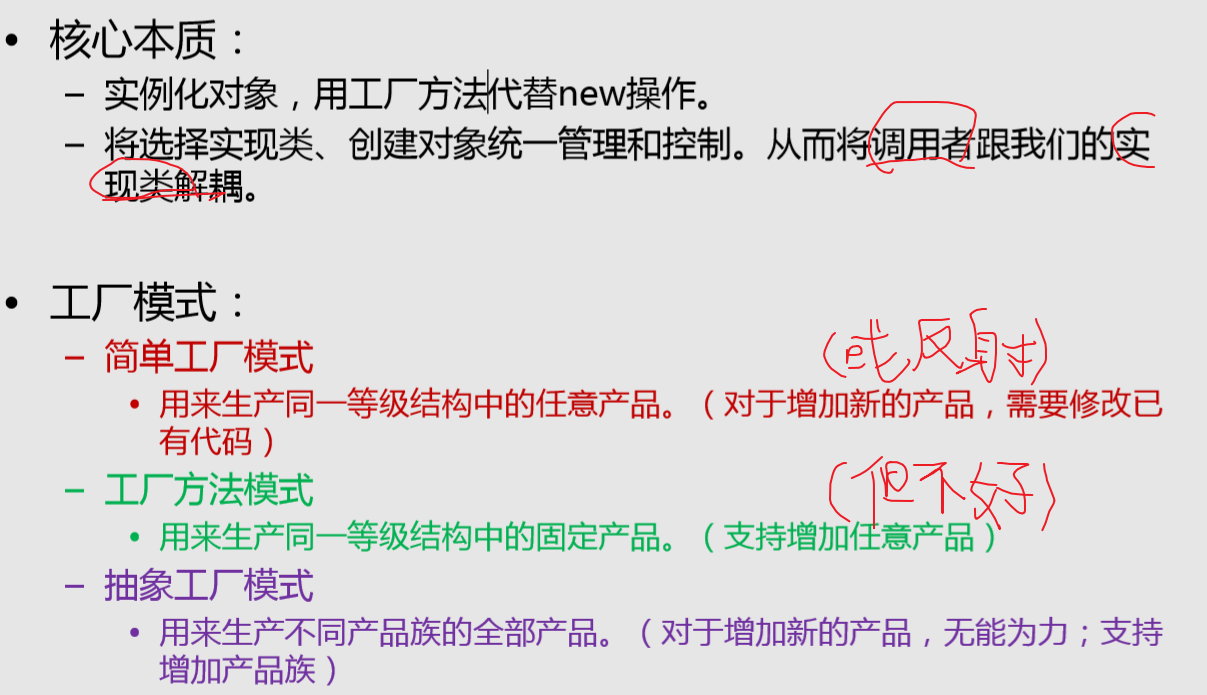 • 核心本质：
– 实例化对象，用工厂方法代替new操作。
– 将选择实现类、创建对象统一管理和控制。从而将调用者跟我们的实
现类解耦。
• 工厂模式：
– 简单工厂模式
(或反射)
• 用来生产同一等级结构中的任意产品。（对于增加新的产品，需要修改已
有代码）
– 工厂方法模式
(但不好)
• 用来生产同一等级结构中的固定产品。（支持增加任意产品）
– 抽象工厂模式
• 用来生产不同产品族的全部产品。（对于增加新的产品，无能为力；支持
增加产品族）